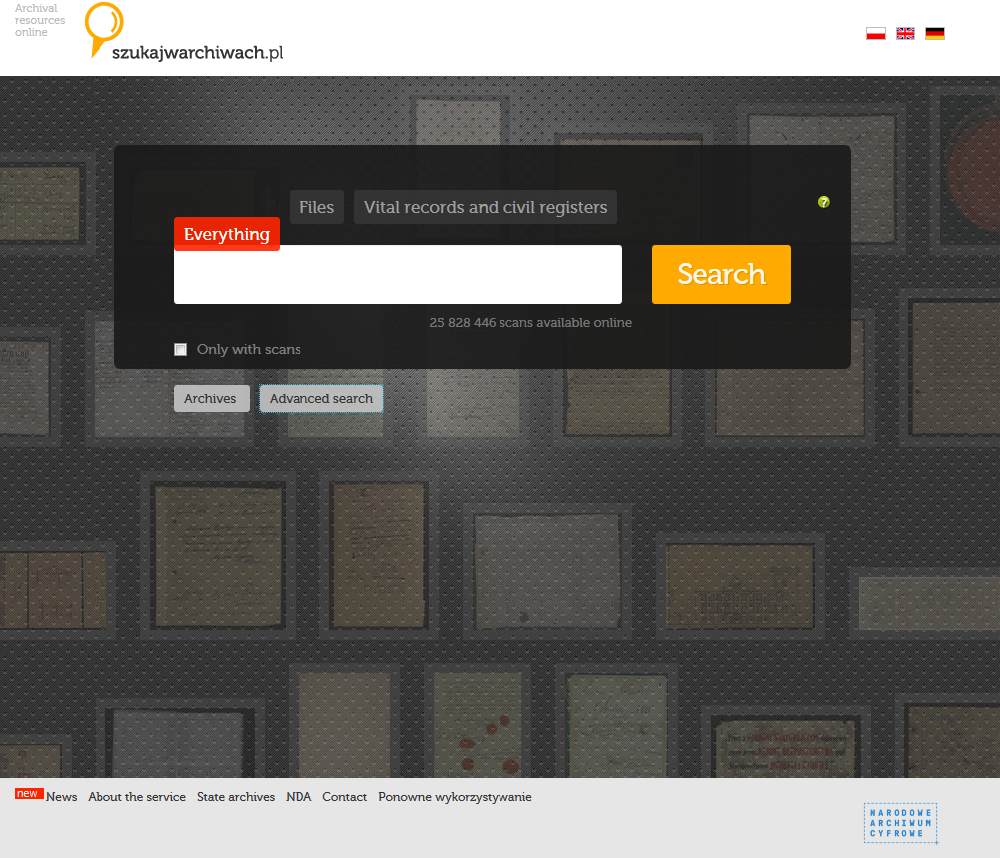 Archival
resources
online
szukajwarchiwach.pl
Files
Vital records and civil registers
?
Everything
Search
25 828 446 scans available online
Only with scans
Archives
Advanced search
new
News
About the service
State archives
NDA
Contact
Ponowne wykorzystywanie
NARODOWE
ARCHIWUM
CYFROWE